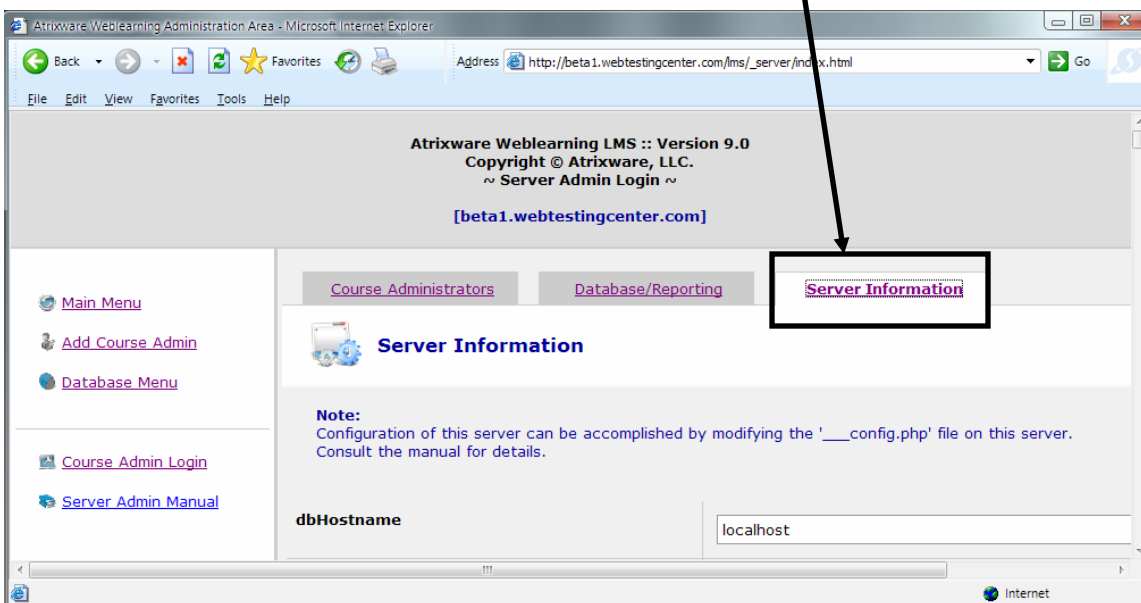 Atrixware Weblearning Administration Area - Microsoft Internet Explorer
Back Favorites Address http://beta1.webtestingcenter.com/lms/_server/index.html Go
File Edit View Favorites Tools Help
Atrixware Weblearning LMS :: Version 9.0
Copyright © Atrixware, LLC.
~ Server Admin Login ~
[beta1.webtestingcenter.com]
Course Administrators Database/Reporting Server Information
Main Menu
Add Course Admin
Database Menu
Course Admin Login
Server Admin Manual
Server Information
Note:
Configuration of this server can be accomplished by modifying the '___config.php' file on this server.
Consult the manual for details.
dbHostname localhost
Internet